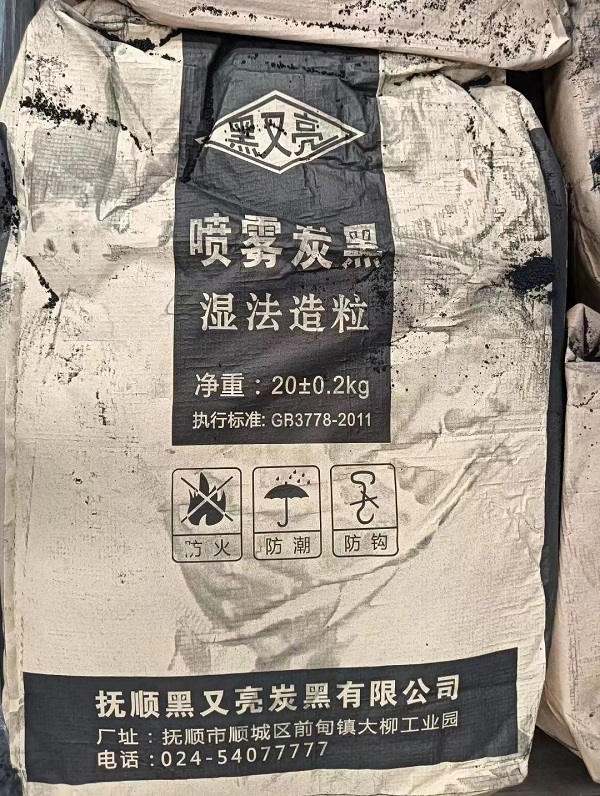 黑又亮
喷雾炭黑
湿法造粒
净重：20±0.2kg
执行标准: GB3778-2011
防火 防潮 防钩
抚顺黑又亮炭黑有限公司
厂址：抚顺市顺城区前甸镇大柳工业园
电话：024-54077777